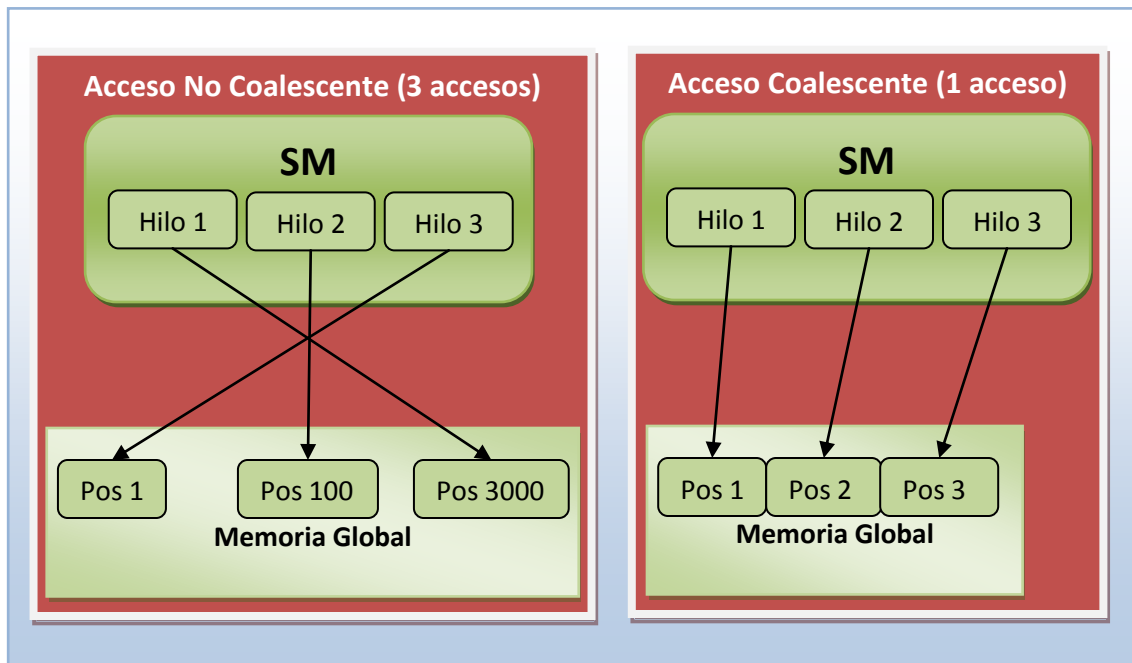 Acceso No Coalescente (3 accesos)
SM
Hilo 1
Hilo 2
Hilo 3
Pos 1
Pos 100
Pos 3000
Memoria Global
Acceso Coalescente (1 acceso)
SM
Hilo 1
Hilo 2
Hilo 3
Pos 1
Pos 2
Pos 3
Memoria Global